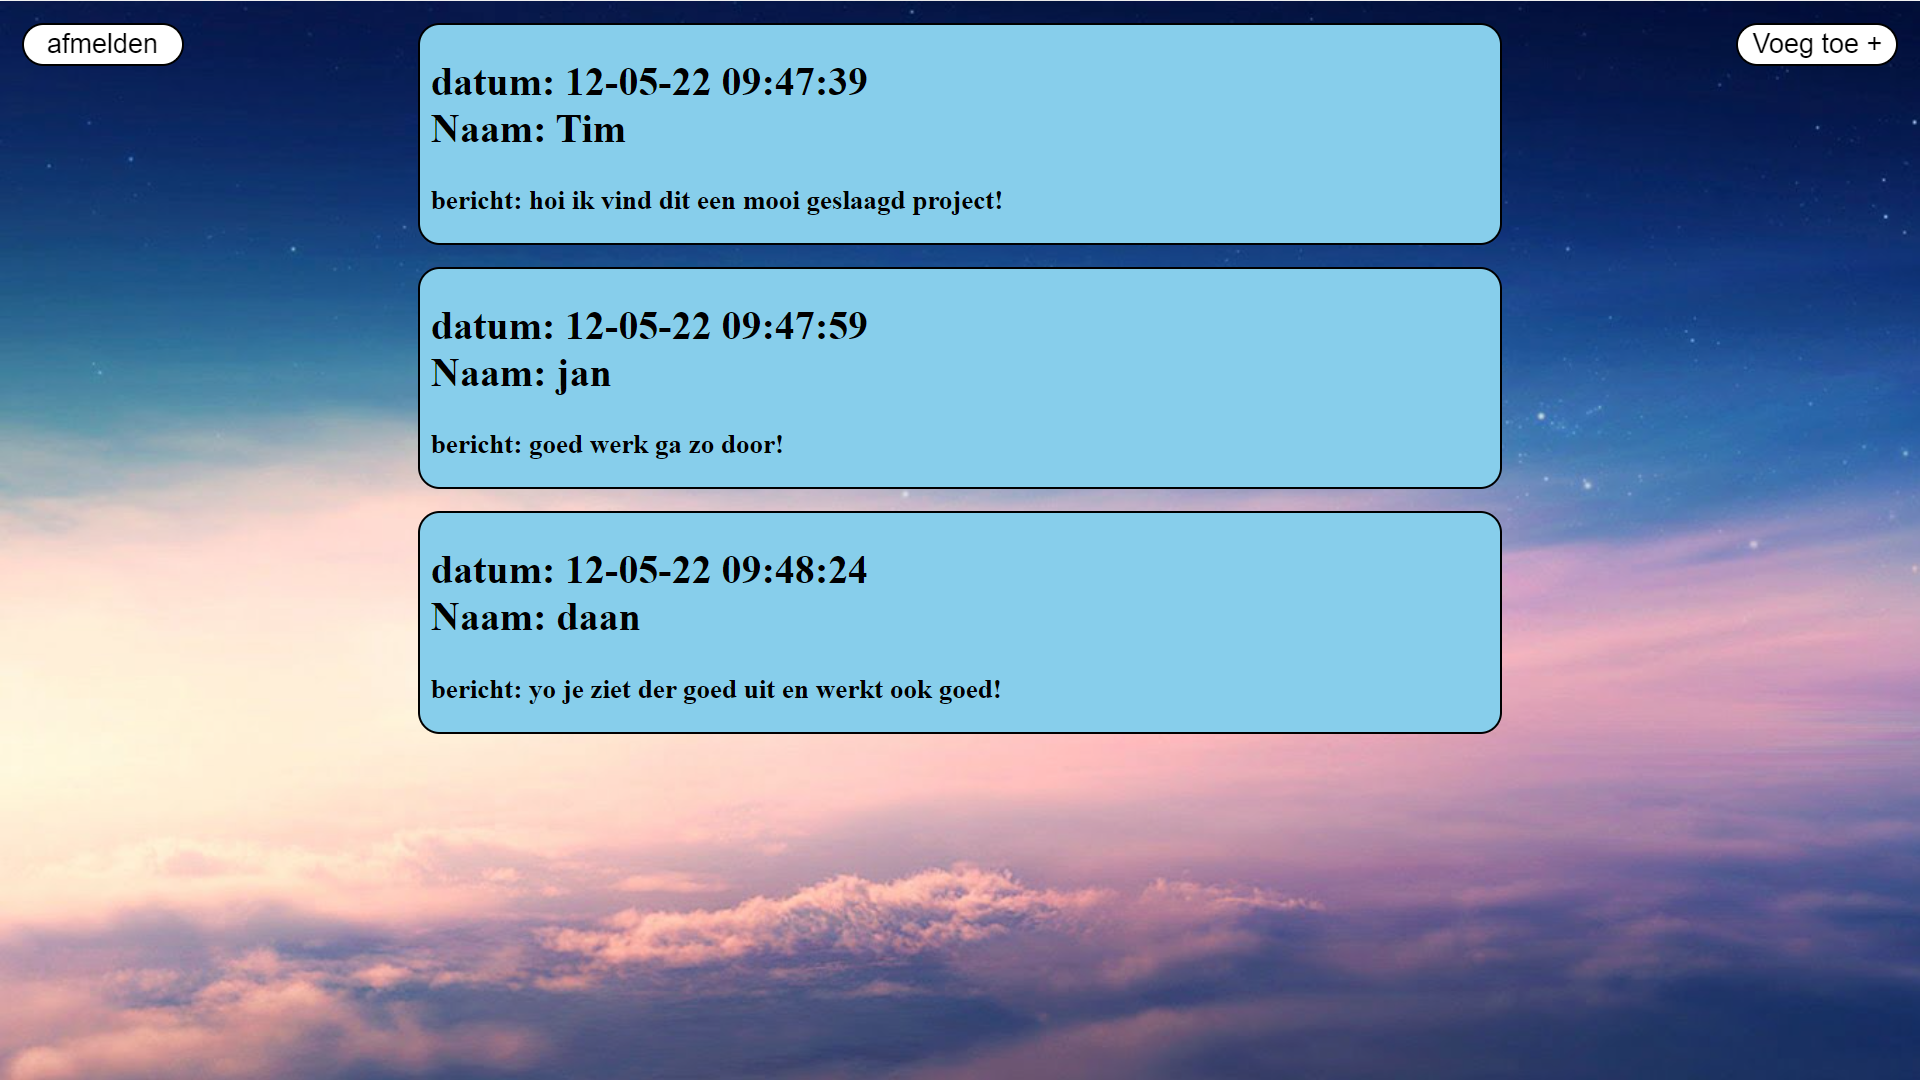 afmelden
Voeg toe +
datum: 12-05-22 09:47:39
Naam: Tim
bericht: hoi ik vind dit een mooi geslaagd project!
datum: 12-05-22 09:47:59
Naam: jan
bericht: goed werk ga zo door!
datum: 12-05-22 09:48:24
Naam: daan
bericht: yo je ziet der goed uit en werkt ook goed!